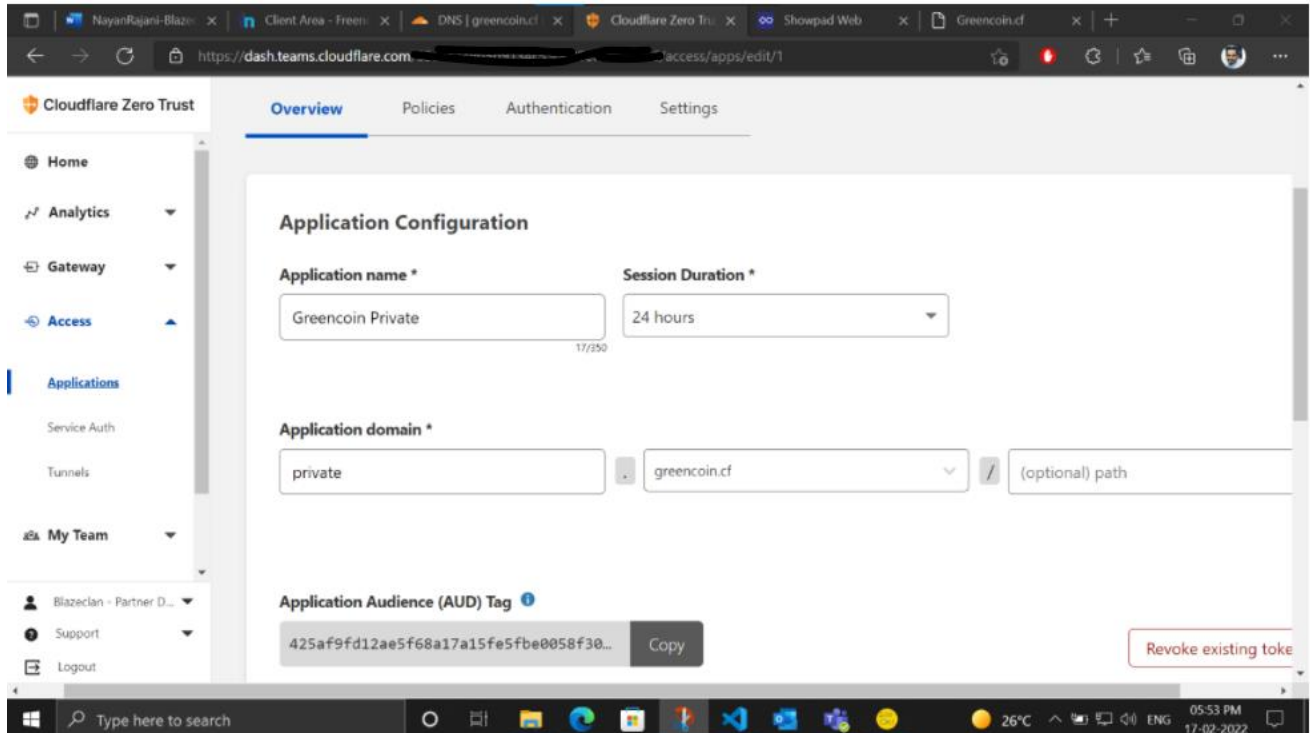 NayanRajani-Blaze
Client Area - Freen
DNS | greencoin.cf
Cloudflare Zero Tru
Showpad Web
Greencoin.cf
https://dash.teams.cloudflare.com /access/apps/edit/1
Cloudflare Zero Trust
Overview Policies Authentication Settings
Home
Analytics
Gateway
Access
Applications
Service Auth
Tunnels
My Team
Blazeclan - Partner D...
Support
Logout
Application Configuration
Application name * Session Duration *
Greencoin Private 24 hours
17/350
Application domain *
private . greencoin.cf / (optional) path
Application Audience (AUD) Tag
425af9fd12ae5f68a17a15fe5fbe0058f30... Copy
Revoke existing toke
Type here to search
26°C ENG 05:53 PM
17-02-2022